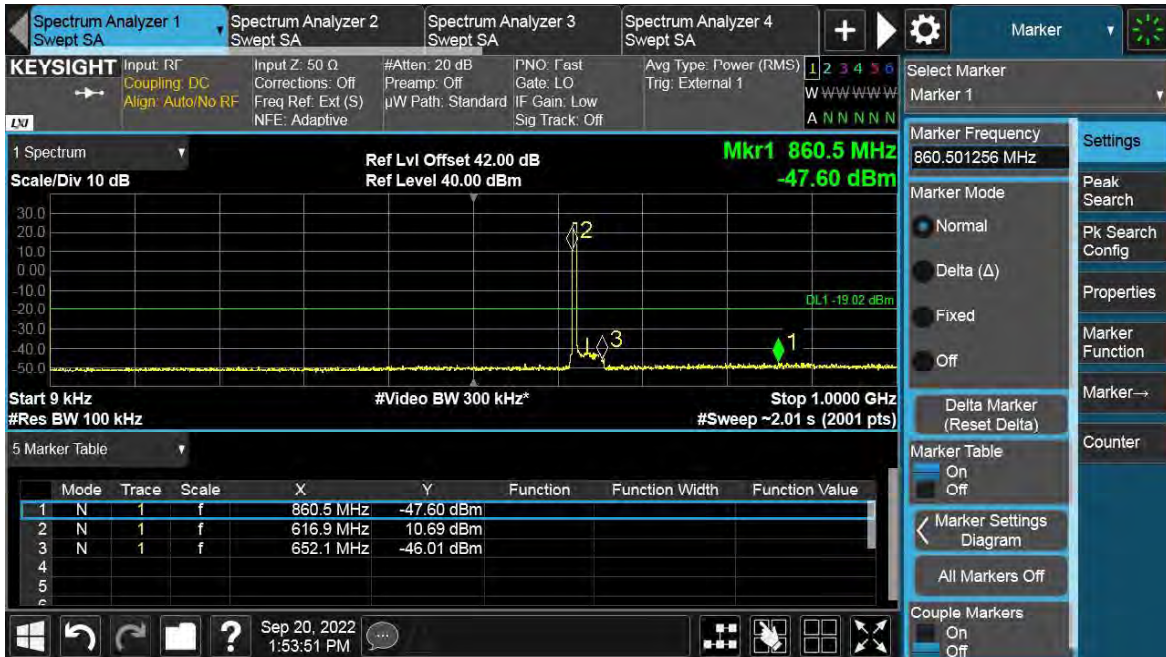 Spectrum Analyzer 1
Swept SA
Spectrum Analyzer 2
Swept SA
Spectrum Analyzer 3
Swept SA
Spectrum Analyzer 4
Swept SA
+
Marker
KEYSIGHT
LXI
Input: RF
Coupling: DC
Align: Auto/No RF
Input Z: 50 Ω
Corrections: Off
Freq Ref: Ext (S)
NFE: Adaptive
#Atten: 20 dB
Preamp: Off
µW Path: Standard
PNO: Fast
Gate: LO
IF Gain: Low
Sig Track: Off
Avg Type: Power (RMS)
Trig: External 1
1 2 3 4 5 6
W W W W W W
A N N N N N
Select Marker
Marker 1
1 Spectrum
Scale/Div 10 dB
Ref Lvl Offset 42.00 dB
Ref Level 40.00 dBm
Mkr1 860.5 MHz
-47.60 dBm
30.0
20.0
10.0
0.00
-10.0
-20.0
-30.0
-40.0
-50.0
2
DL1 -19.02 dBm
3
1
Start 9 kHz
#Res BW 100 kHz
#Video BW 300 kHz*
Stop 1.0000 GHz
#Sweep ~2.01 s (2001 pts)
5 Marker Table
Mode Trace Scale X Y Function Function Width Function Value
1 N 1 f 860.5 MHz -47.60 dBm
2 N 1 f 616.9 MHz 10.69 dBm
3 N 1 f 652.1 MHz -46.01 dBm
4
5
Marker Frequency
860.501256 MHz
Marker Mode
Normal
Delta (Δ)
Fixed
Off
Delta Marker
(Reset Delta)
Marker Table
On
Off
Marker Settings
Diagram
All Markers Off
Couple Markers
On
Off
Settings
Peak
Search
Pk Search
Config
Properties
Marker
Function
Marker→
Counter
?
Sep 20, 2022
1:53:51 PM